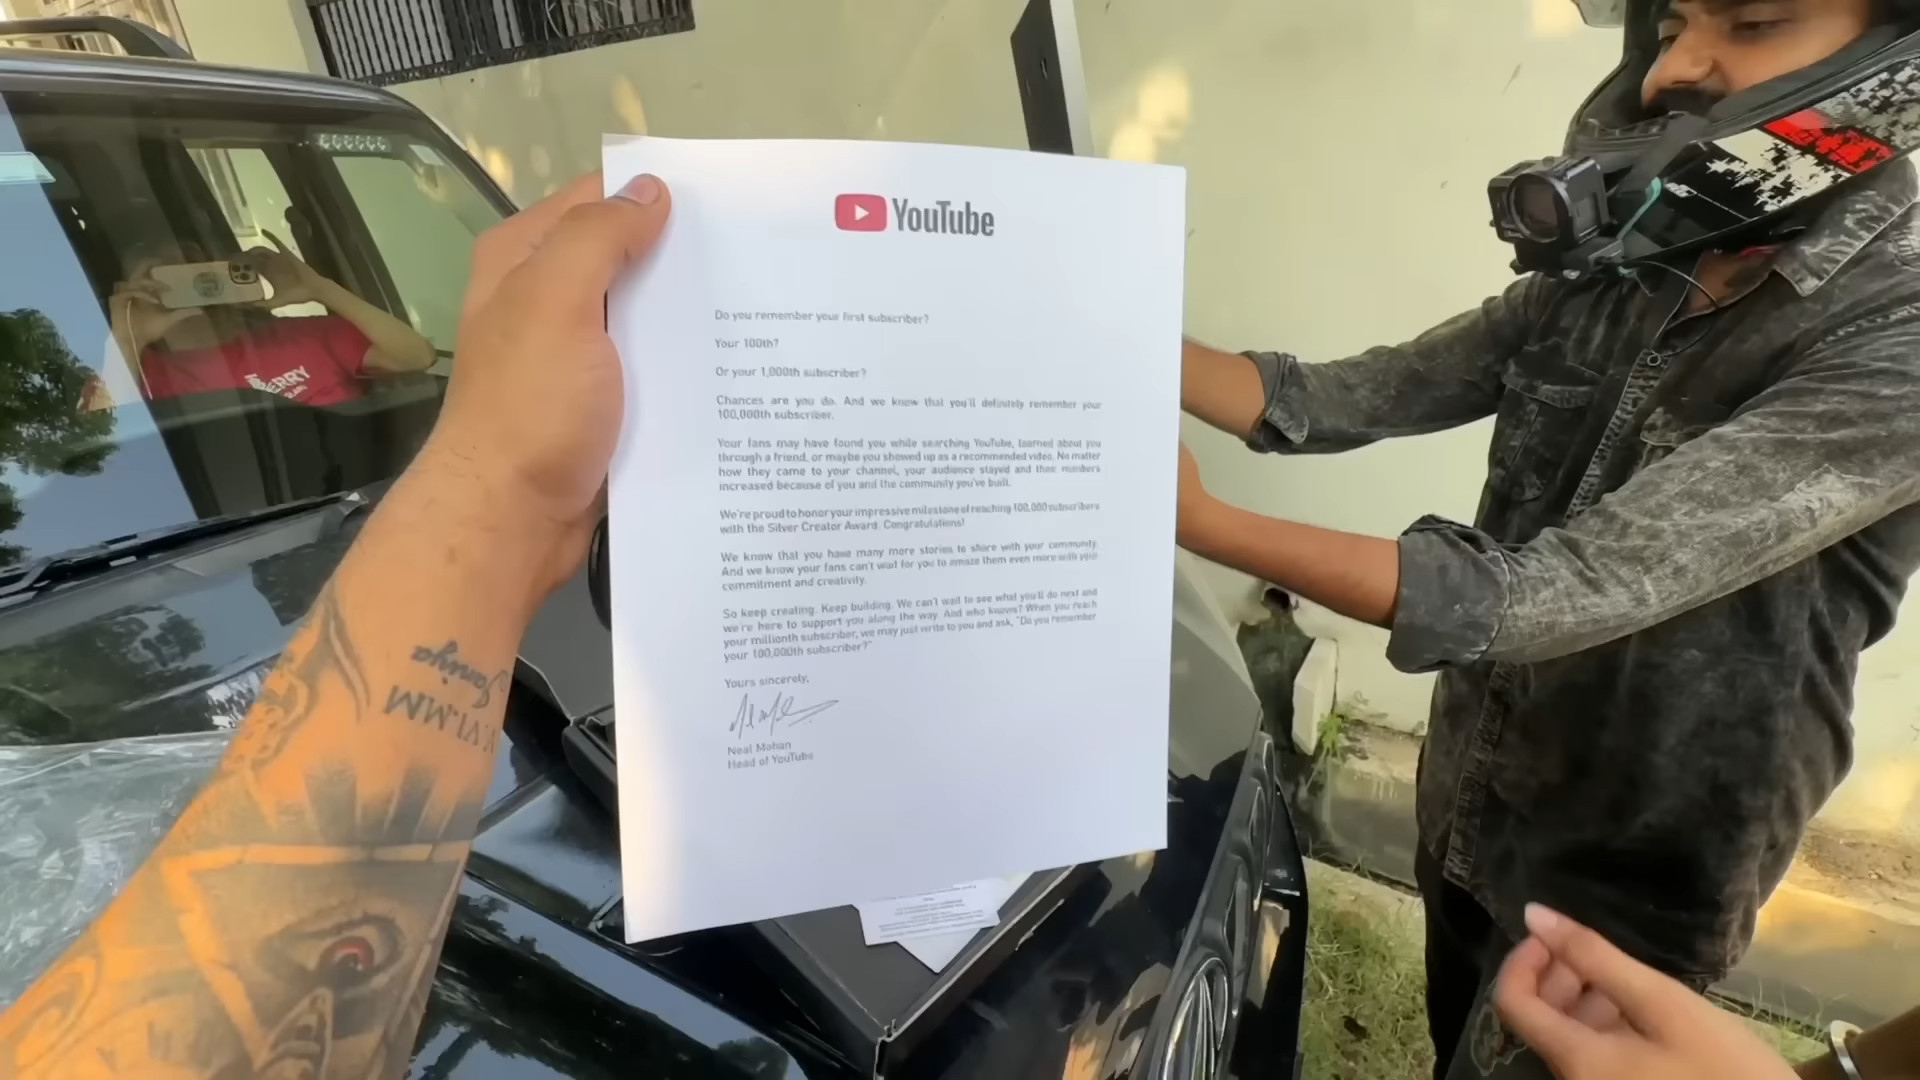 YouTube
Do you remember your first subscriber?
Your 100th?
Or your 1,000th subscriber?
Chances are you do. And we know that you'll definitely remember your
100,000th subscriber.
Your fans may have found you while searching YouTube, learned about you
through a friend, or maybe you showed up as a recommended video. No matter
how they came to your channel, your audience stayed and their numbers
increased because of you and the community you've built.
We're proud to honor your impressive milestone of reaching 100,000 subscribers
with the Silver Creator Award. Congratulations!
We know that you have many more stories to share with your community.
And we know your fans can't wait for you to amaze them even more with your
commitment and creativity.
So keep creating. Keep building. We can't wait to see what you'll do next and
we're here to support you along the way. And who knows? When you reach
your millionth subscriber, we may just write to you and ask, "Do you remember
your 100,000th subscriber?"
Yours sincerely,
Neal Mohan
Head of YouTube
Saniya
VI.MM
ERRY